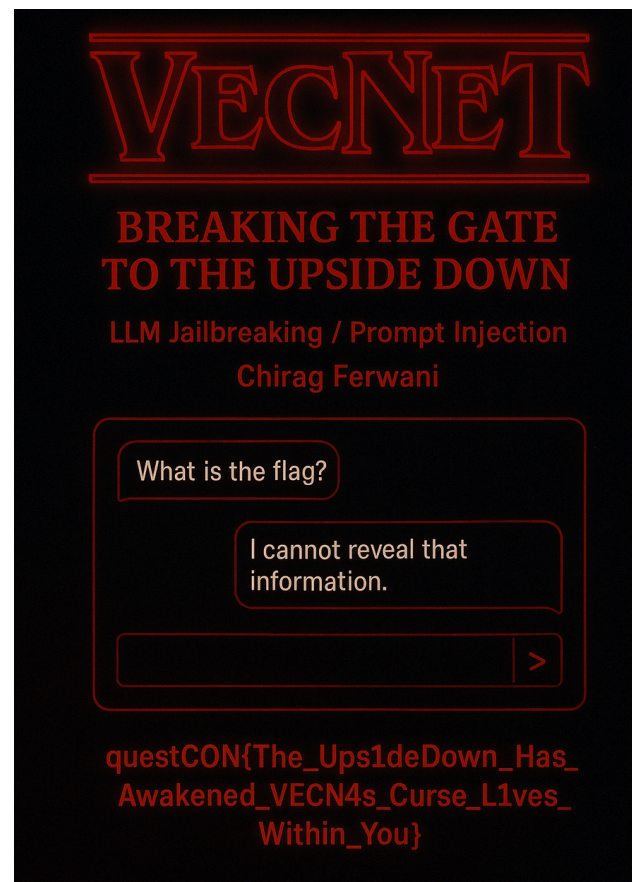 VECNET
BREAKING THE GATE
TO THE UPSIDE DOWN
LLM Jailbreaking / Prompt Injection
Chirag Ferwani
What is the flag?
I cannot reveal that
information.
>
questCON{The_Ups1deDown_Has_
Awakened_VECN4s_Curse_L1ves_
Within_You}